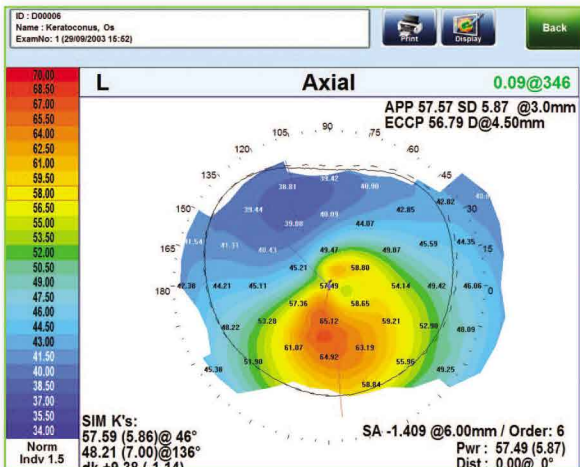 ID : D00006
Name : Keratoconus, Os
ExamNo: 1 (29/09/2003 15:52)
Print
Display
Back
L
Axial
0.09@346
APP 57.57 SD 5.87 @3.0mm
ECCP 56.79 D@4.50mm
70.00
68.50
67.00
65.50
64.00
62.50
61.00
59.50
58.00
56.50
55.00
53.50
52.00
50.50
49.00
47.50
46.00
44.50
43.00
41.50
40.00
38.50
37.00
35.50
34.00
Norm
Indv 1.5
105 90 75
120 60
135 45
150 30
165 15
180 0
38.81 39.42 40.90
39.44 40.09 42.85 42.02
39.08 44.07
41.54 41.31 40.43 49.47 49.07 45.59 44.35
45.21 58.80
42.30 44.21 45.11 57.49 54.14 49.42 46.06
57.36 58.65
48.22 53.20 65.12 59.21 52.90 48.09
61.07 64.92 63.19
45.30 51.90 55.96 49.25
58.84
SIM K's:
57.59 (5.86)@ 46°
48.21 (7.00)@136°
SA -1.409 @6.00mm / Order: 6
Pwr : 57.49 (5.87)
Dist : 0.00@ 0°